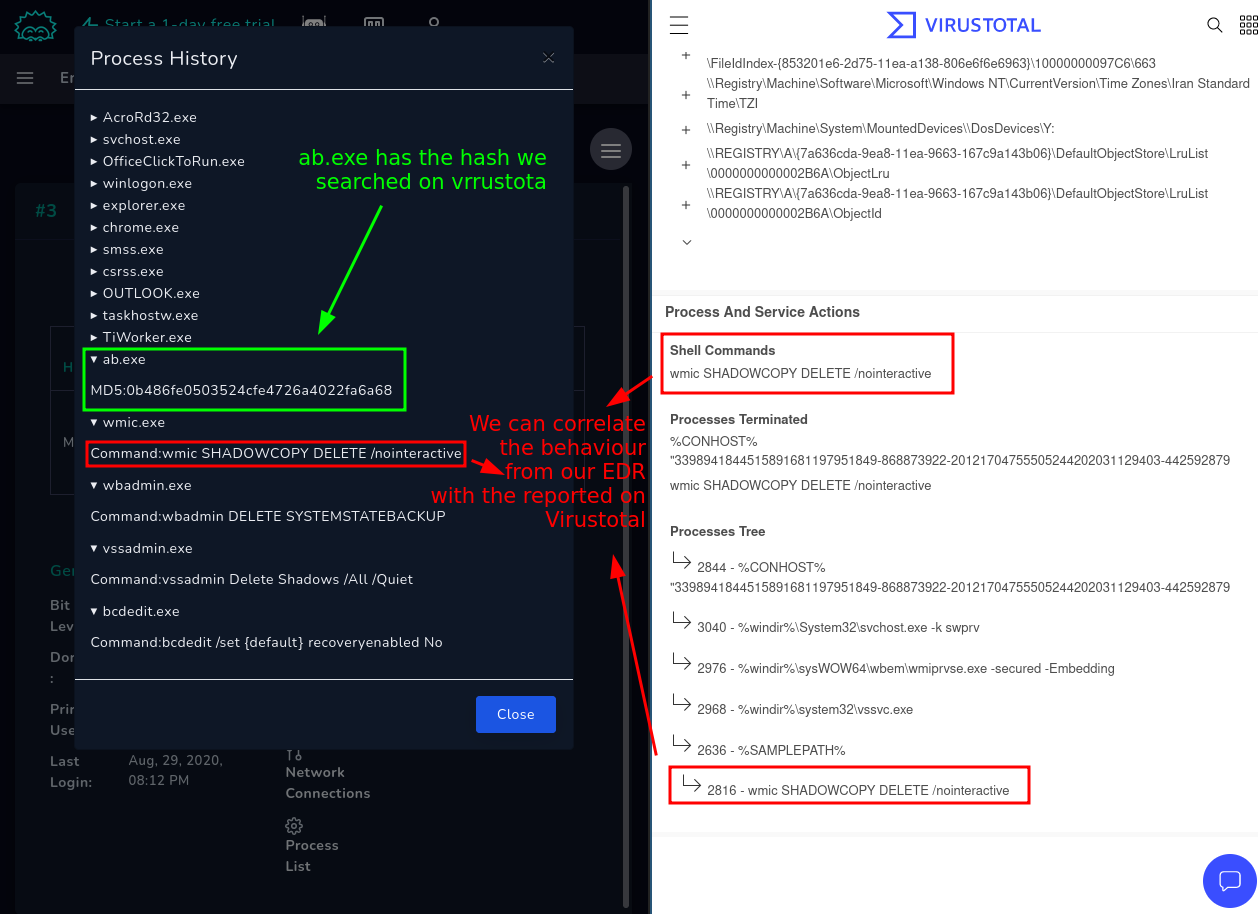 Start a 1-day free trial
Process History
×
Er
#3
▸ AcroRd32.exe
▸ svchost.exe
▸ OfficeClickToRun.exe
▸ winlogon.exe
▸ explorer.exe
▸ chrome.exe
▸ smss.exe
▸ csrss.exe
▸ OUTLOOK.exe
▸ taskhostw.exe
▸ TiWorker.exe
▾ ab.exe
MD5:0b486fe0503524cfe4726a4022fa6a68
▾ wmic.exe
Command:wmic SHADOWCOPY DELETE /nointeractive
▾ wbadmin.exe
Command:wbadmin DELETE SYSTEMSTATEBACKUP
▾ vssadmin.exe
Command:vssadmin Delete Shadows /All /Quiet
▾ bcdedit.exe
Command:bcdedit /set {default} recoveryenabled No
Close
ab.exe has the hash we
searched on vrrustota
We can correlate
the behaviour
from our EDR
with the reported on
Virustotal
H
M
Ger
Bit
Lev
Dor
:
Prir
Use
Last
Login:
Aug, 29, 2020,
08:12 PM
Network
Connections
Process
List
VIRUSTOTAL
\FileIdIndex-{853201e6-2d75-11ea-a138-806e6f6e6963}\10000000097C6\663
\\Registry\Machine\Software\Microsoft\Windows NT\CurrentVersion\Time Zones\Iran Standard
Time\TZI
\\Registry\Machine\System\MountedDevices\\DosDevices\Y:
\\REGISTRY\A\{7a636cda-9ea8-11ea-9663-167c9a143b06}\DefaultObjectStore\LruList
\0000000000002B6A\ObjectLru
\\REGISTRY\A\{7a636cda-9ea8-11ea-9663-167c9a143b06}\DefaultObjectStore\LruList
\0000000000002B6A\ObjectId
Process And Service Actions
Shell Commands
wmic SHADOWCOPY DELETE /nointeractive
Processes Terminated
%CONHOST%
"3398941844515891681197951849-868873922-2012170475550524420203112940​3-442592879
wmic SHADOWCOPY DELETE /nointeractive
Processes Tree
2844 - %CONHOST%
"3398941844515891681197951849-868873922-20121704755505244202031129403-442592879
3040 - %windir%\System32\svchost.exe -k swprv
2976 - %windir%\sysWOW64\wbem\wmiprvse.exe -secured -Embedding
2968 - %windir%\system32\vssvc.exe
2636 - %SAMPLEPATH%
2816 - wmic SHADOWCOPY DELETE /nointeractive